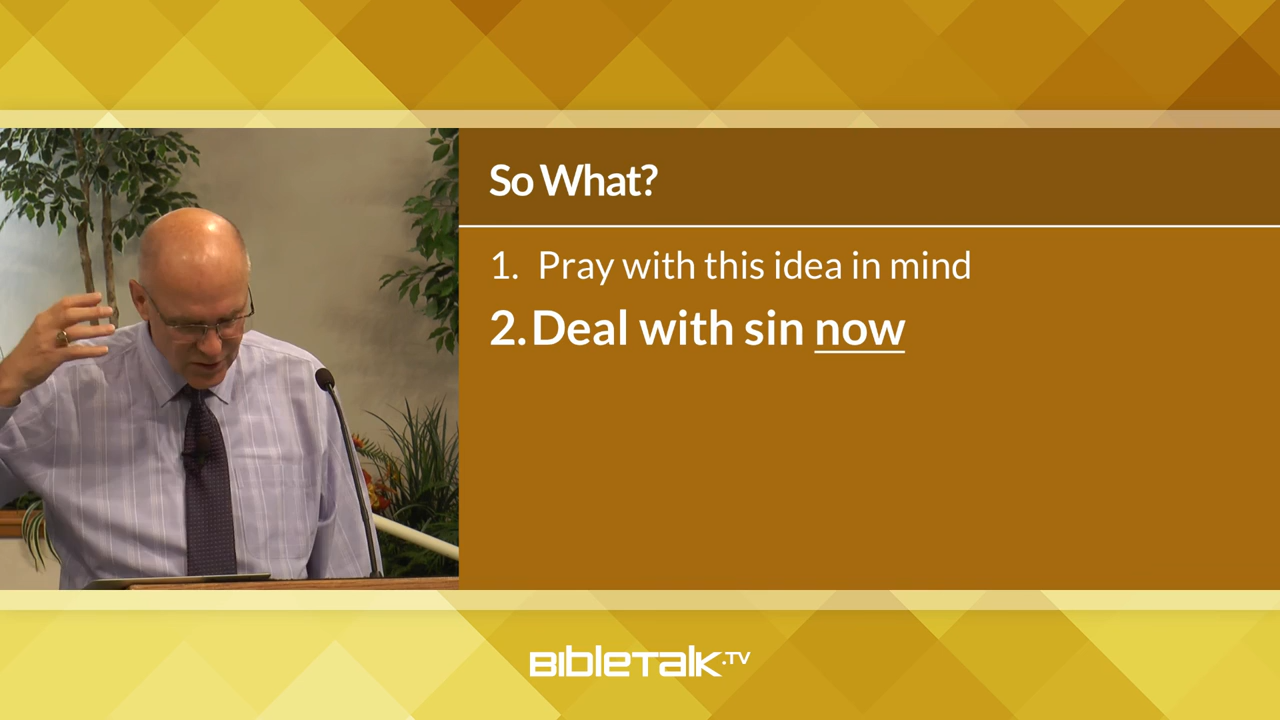 So What?
1. Pray with this idea in mind
2. Deal with sin now
BIBLETALK.TV